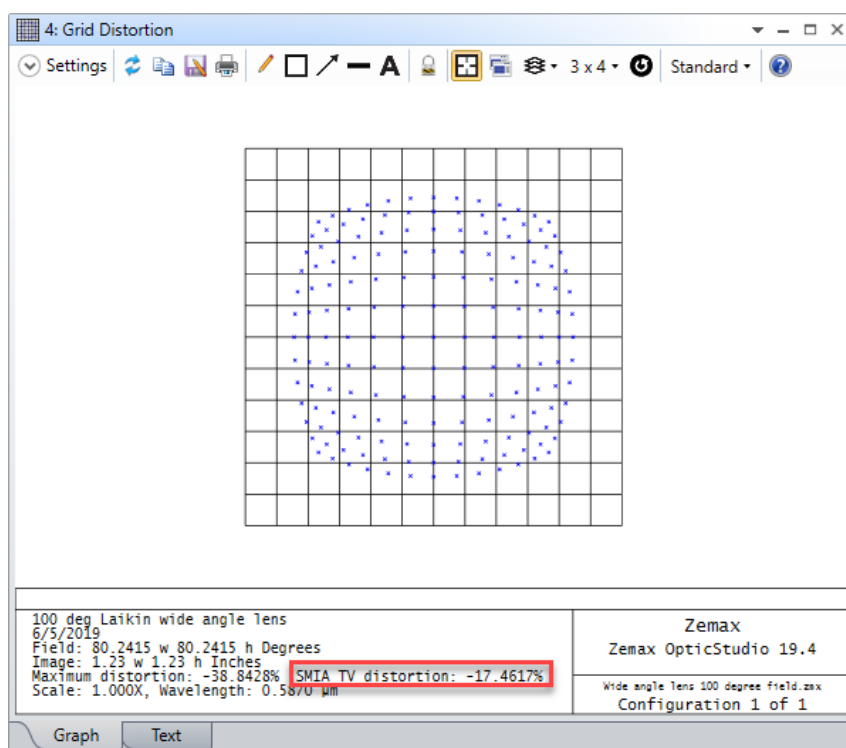 4: Grid Distortion
Settings
A
3 x 4
Standard
?
100 deg Laikin wide angle lens
6/5/2019
Field: 80.2415 w 80.2415 h Degrees
Image: 1.23 w 1.23 h Inches
Maximum distortion: -38.8428% SMIA TV distortion: -17.4617%
Scale: 1.000X, Wavelength: 0.5870 µm
Zemax
Zemax OpticStudio 19.4
Wide angle lens 100 degree field.zmx
Configuration 1 of 1
Graph Text